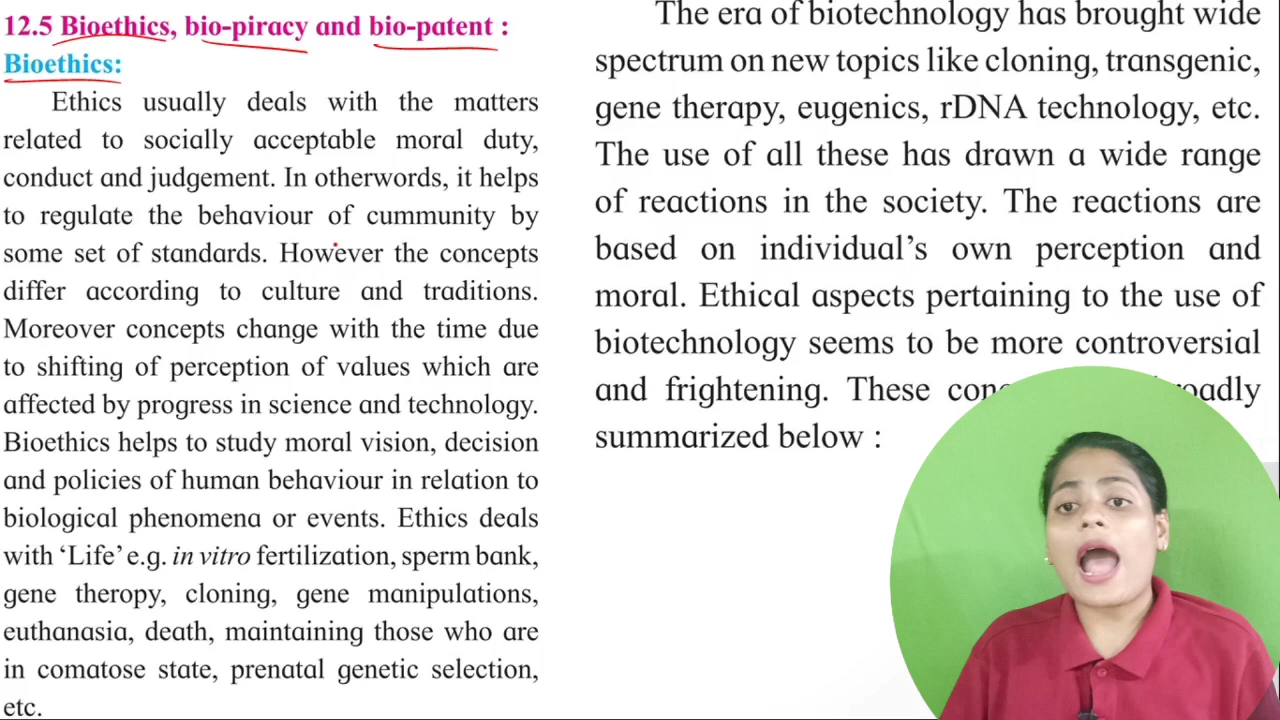 12.5 Bioethics, bio-piracy and bio-patent :
Bioethics:
Ethics usually deals with the matters
related to socially acceptable moral duty,
conduct and judgement. In otherwords, it helps
to regulate the behaviour of cummunity by
some set of standards. However the concepts
differ according to culture and traditions.
Moreover concepts change with the time due
to shifting of perception of values which are
affected by progress in science and technology.
Bioethics helps to study moral vision, decision
and policies of human behaviour in relation to
biological phenomena or events. Ethics deals
with ‘Life’ e.g. in vitro fertilization, sperm bank,
gene theropy, cloning, gene manipulations,
euthanasia, death, maintaining those who are
in comatose state, prenatal genetic selection,
etc.
The era of biotechnology has brought wide
spectrum on new topics like cloning, transgenic,
gene therapy, eugenics, rDNA technology, etc.
The use of all these has drawn a wide range
of reactions in the society. The reactions are
based on individual’s own perception and
moral. Ethical aspects pertaining to the use of
biotechnology seems to be more controversial
and frightening. These
summarized below :